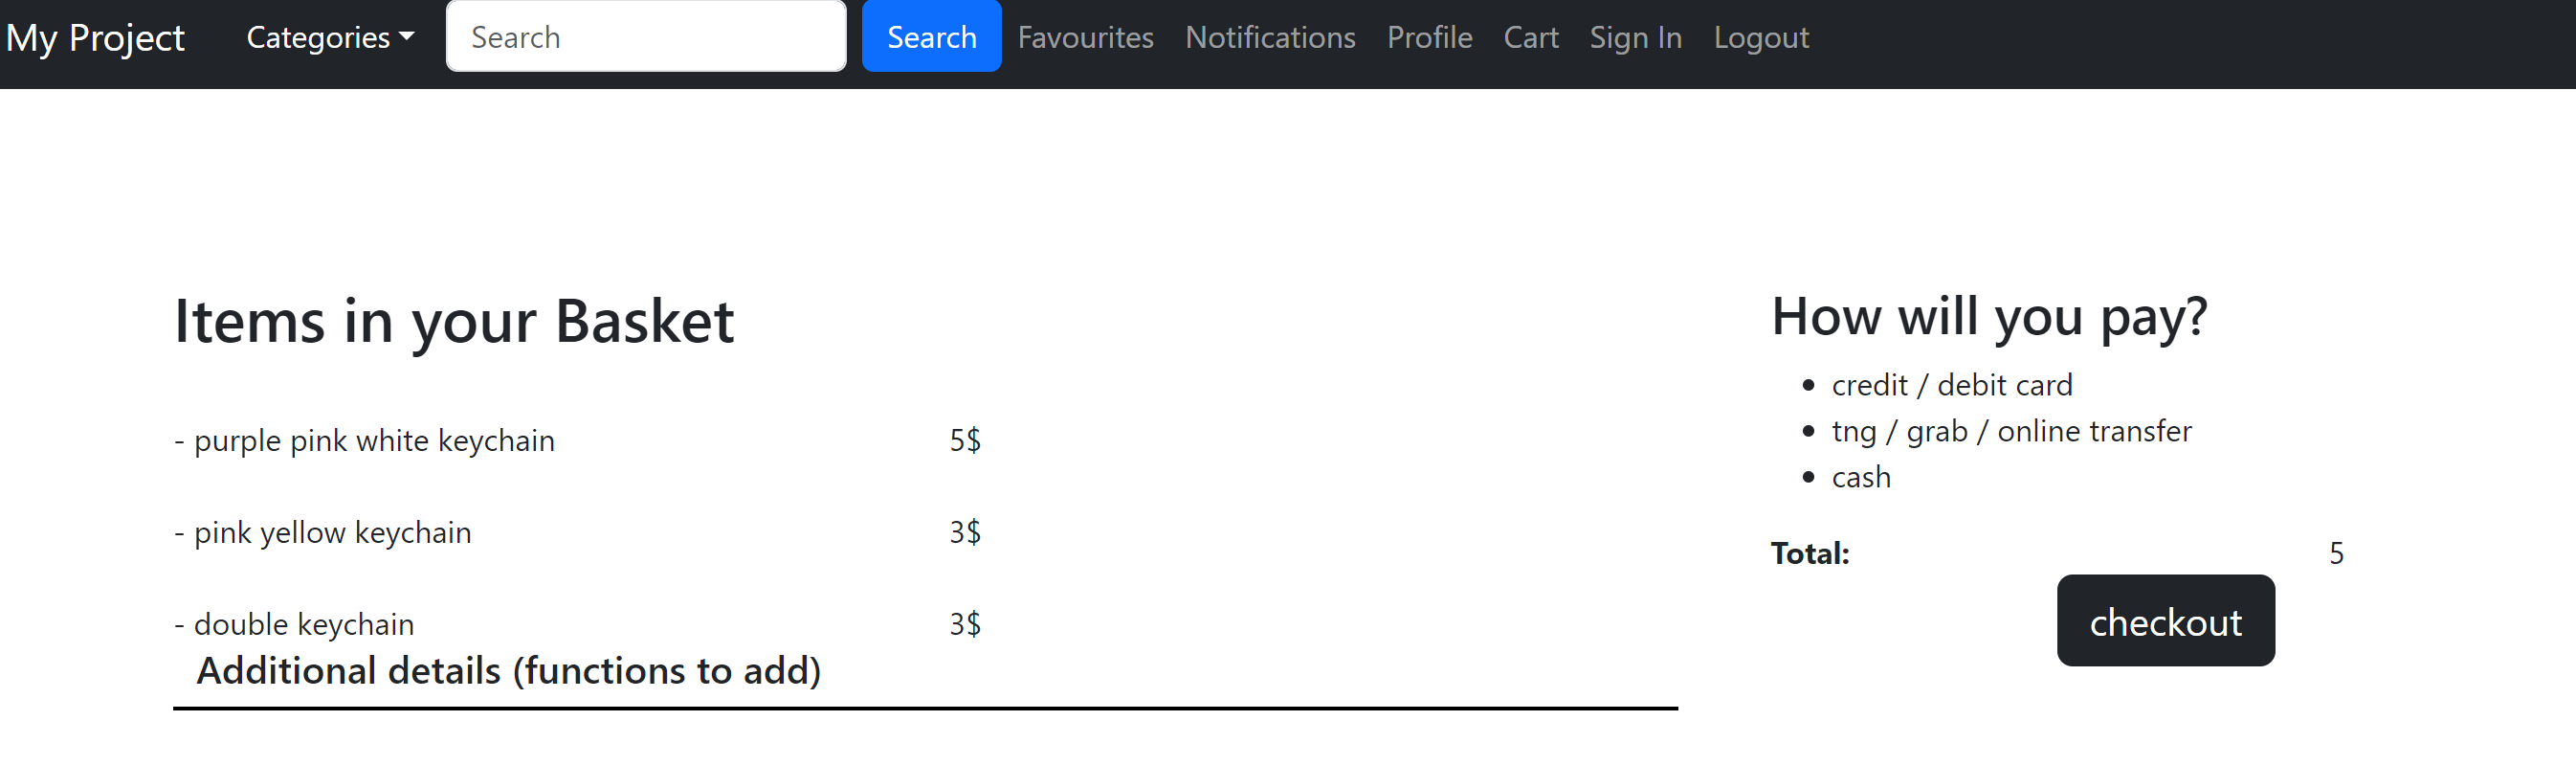 My Project Categories Search Search Favourites Notifications Profile Cart Sign In Logout
Items in your Basket
- purple pink white keychain 5$
- pink yellow keychain 3$
- double keychain 3$
Additional details (functions to add)
How will you pay?
credit / debit card
tng / grab / online transfer
cash
Total: 5
checkout